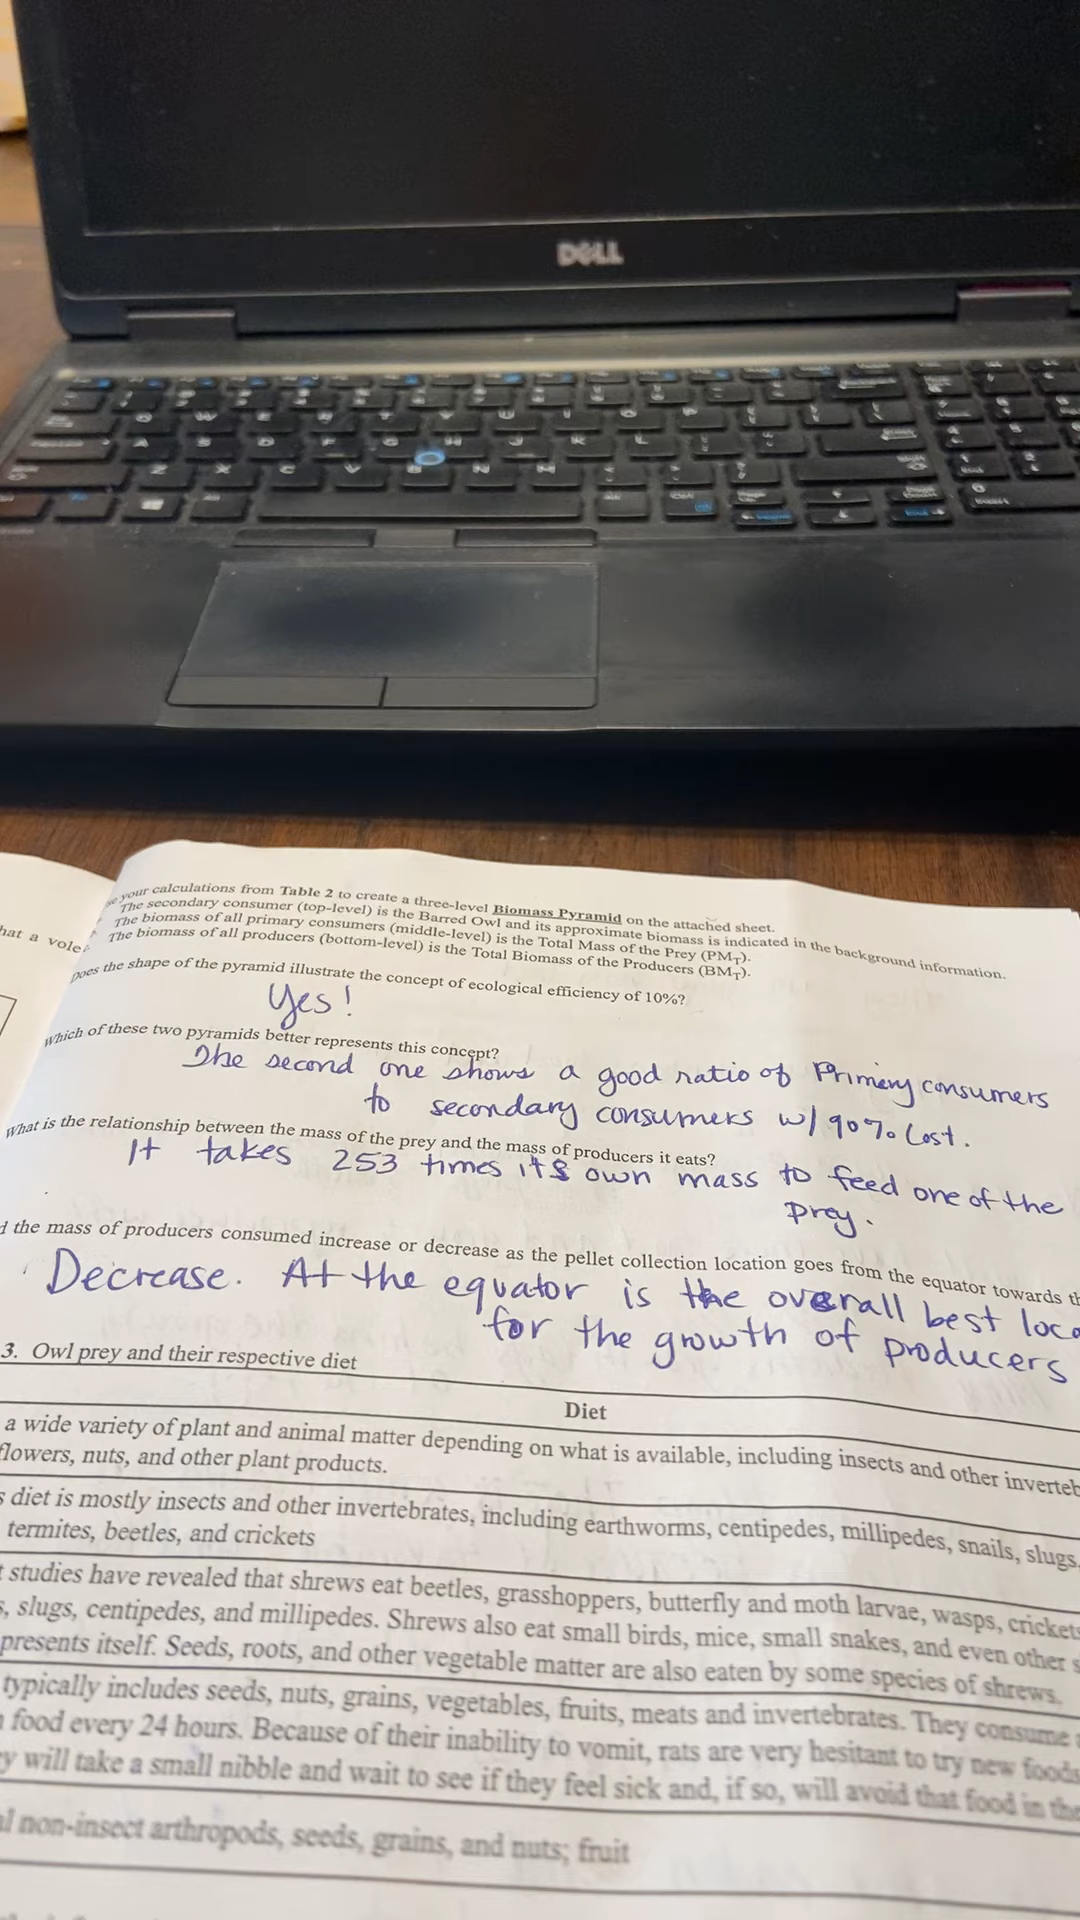 DELL
your calculations from Table 2 to create a three-level Biomass Pyramid on the attached sheet.
The secondary consumer (top-level) is the Barred Owl and its approximate biomass is indicated in the background information.
The biomass of all primary consumers (middle-level) is the Total Mass of the Prey (PMT).
The biomass of all producers (bottom-level) is the Total Biomass of the Producers (BMT).
hat a vole
Does the shape of the pyramid illustrate the concept of ecological efficiency of 10%?
Yes!
Which of these two pyramids better represents this concept?
The second one shows a good ratio of Primary consumers
to secondary consumers w/ 90% lost.
What is the relationship between the mass of the prey and the mass of producers it eats?
It takes 253 times its own mass to feed one of the
prey.
d the mass of producers consumed increase or decrease as the pellet collection location goes from the equator towards th
Decrease. At the equator is the overall best loca
for the growth of producers
3. Owl prey and their respective diet
Diet
a wide variety of plant and animal matter depending on what is available, including insects and other inverteb
flowers, nuts, and other plant products.
s diet is mostly insects and other invertebrates, including earthworms, centipedes, millipedes, snails, slugs,
termites, beetles, and crickets
t studies have revealed that shrews eat beetles, grasshoppers, butterfly and moth larvae, wasps, crickets
s, slugs, centipedes, and millipedes. Shrews also eat small birds, mice, small snakes, and even other s
presents itself. Seeds, roots, and other vegetable matter are also eaten by some species of shrews.
typically includes seeds, nuts, grains, vegetables, fruits, meats and invertebrates. They consume
food every 24 hours. Because of their inability to vomit, rats are very hesitant to try new foods
y will take a small nibble and wait to see if they feel sick and, if so, will avoid that food in the
al non-insect arthropods, seeds, grains, and nuts; fruit